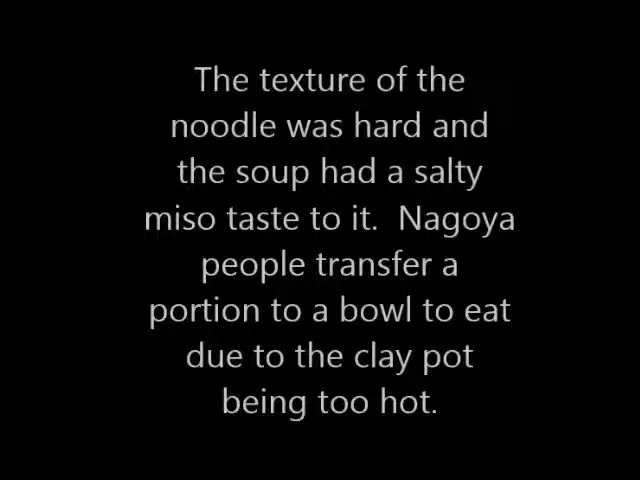 The texture of the
noodle was hard and
the soup had a salty
miso taste to it.  Nagoya
people transfer a
portion to a bowl to eat
due to the clay pot
being too hot.